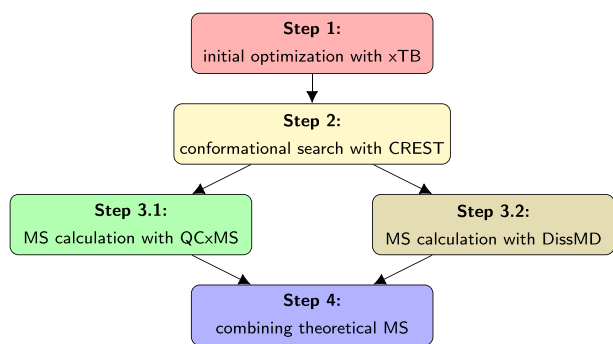 Step 1:
initial optimization with xTB
Step 2:
conformational search with CREST
Step 3.1:
MS calculation with QCxMS
Step 3.2:
MS calculation with DissMD
Step 4:
combining theoretical MS